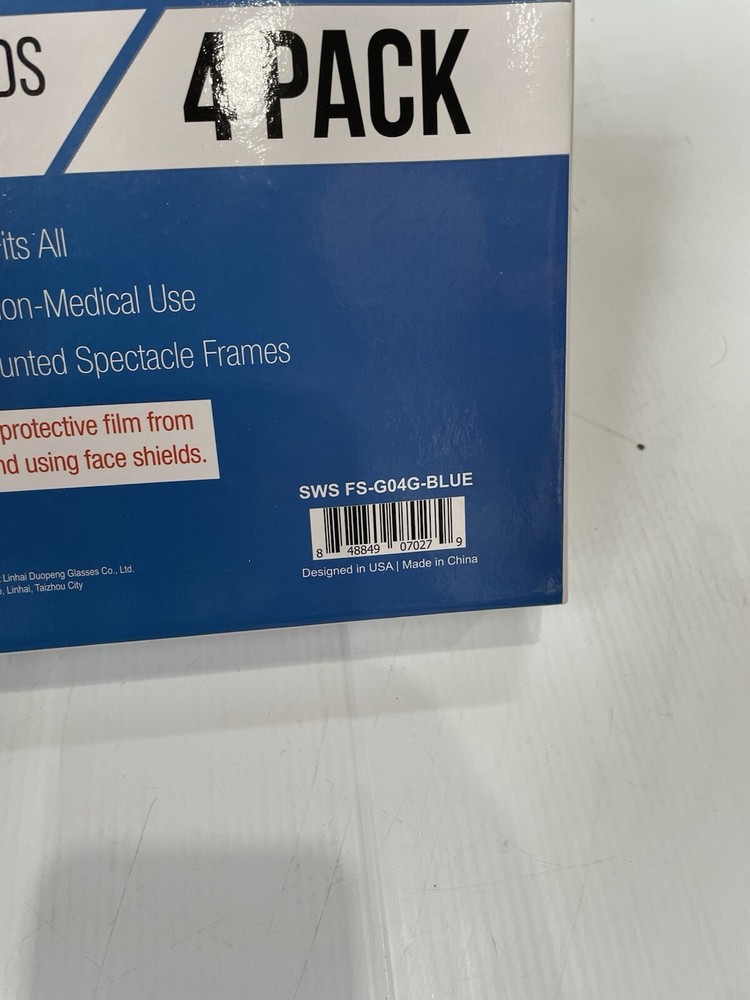 DS
4 PACK
its All
on-Medical Use
unted Spectacle Frames
protective film from
nd using face shields.
SWS FS-G04G-BLUE
8 48849 07027 9
Designed in USA | Made in China
: Linhai Duopeng Glasses Co., Ltd.
, Linhai, Taizhou City